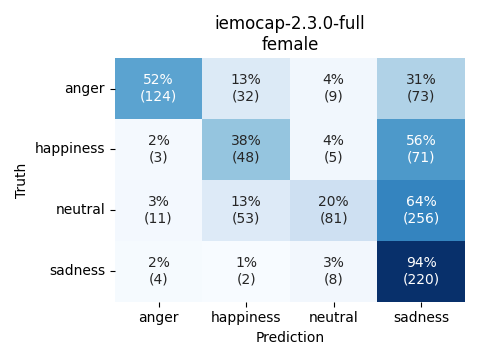 iemocap-2.3.0-full
female
Truth
anger 52% 13% 4% 31%
(124) (32) (9) (73)
happiness 2% 38% 4% 56%
(3) (48) (5) (71)
neutral 3% 13% 20% 64%
(11) (53) (81) (256)
sadness 2% 1% 3% 94%
(4) (2) (8) (220)
anger happiness neutral sadness
Prediction